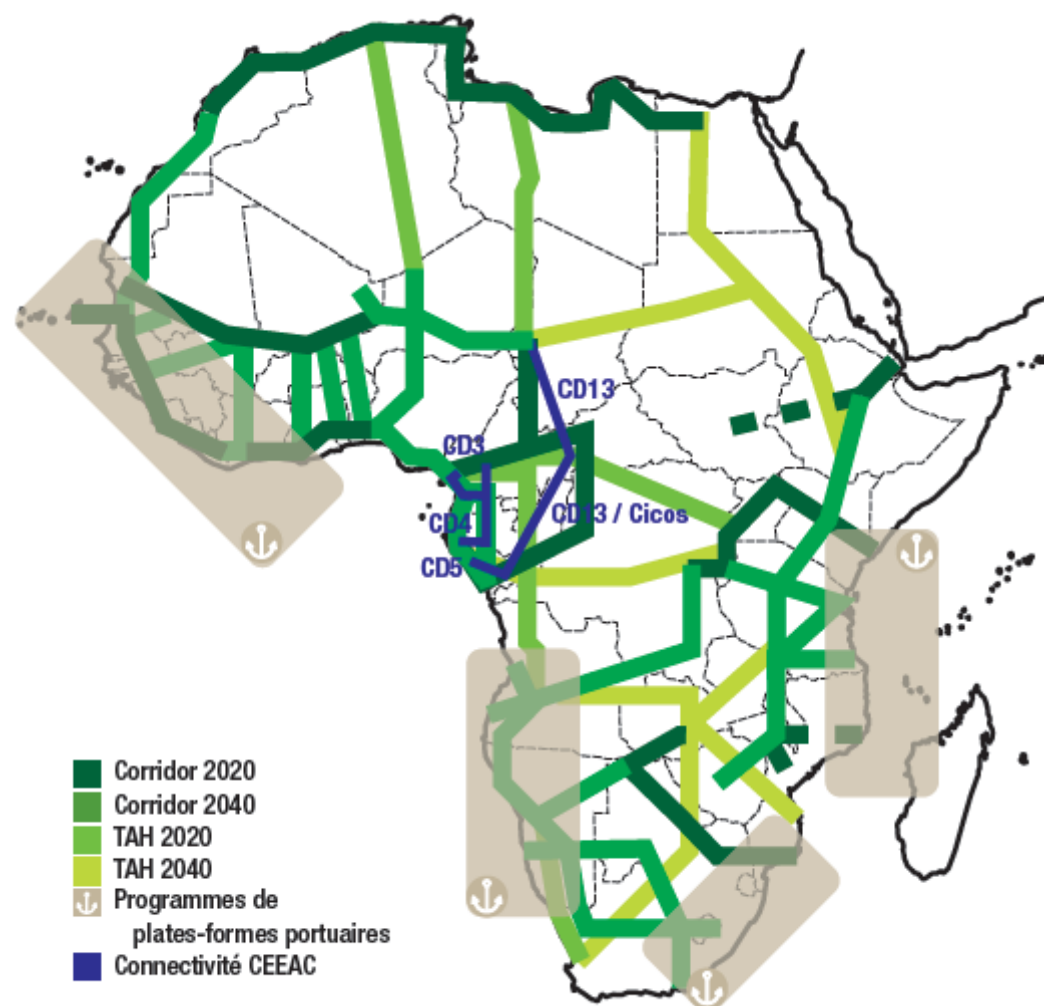 CD13
CD3
CD4
CD13 / Cicos
CD5
Corridor 2020
Corridor 2040
TAH 2020
TAH 2040
Programmes de
plates-formes portuaires
Connectivité CEEAC